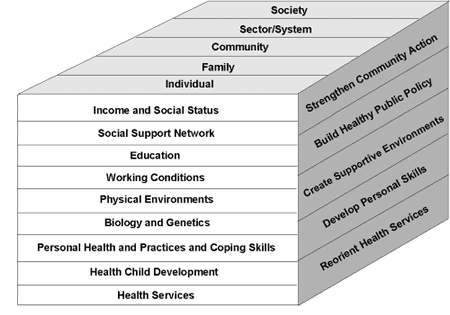 Society
Sector/System
Community
Family
Individual
Income and Social Status
Social Support Network
Education
Working Conditions
Physical Environments
Biology and Genetics
Personal Health and Practices and Coping Skills
Health Child Development
Health Services
Strengthen Community Action
Build Healthy Public Policy
Create Supportive Environments
Develop Personal Skills
Reorient Health Services